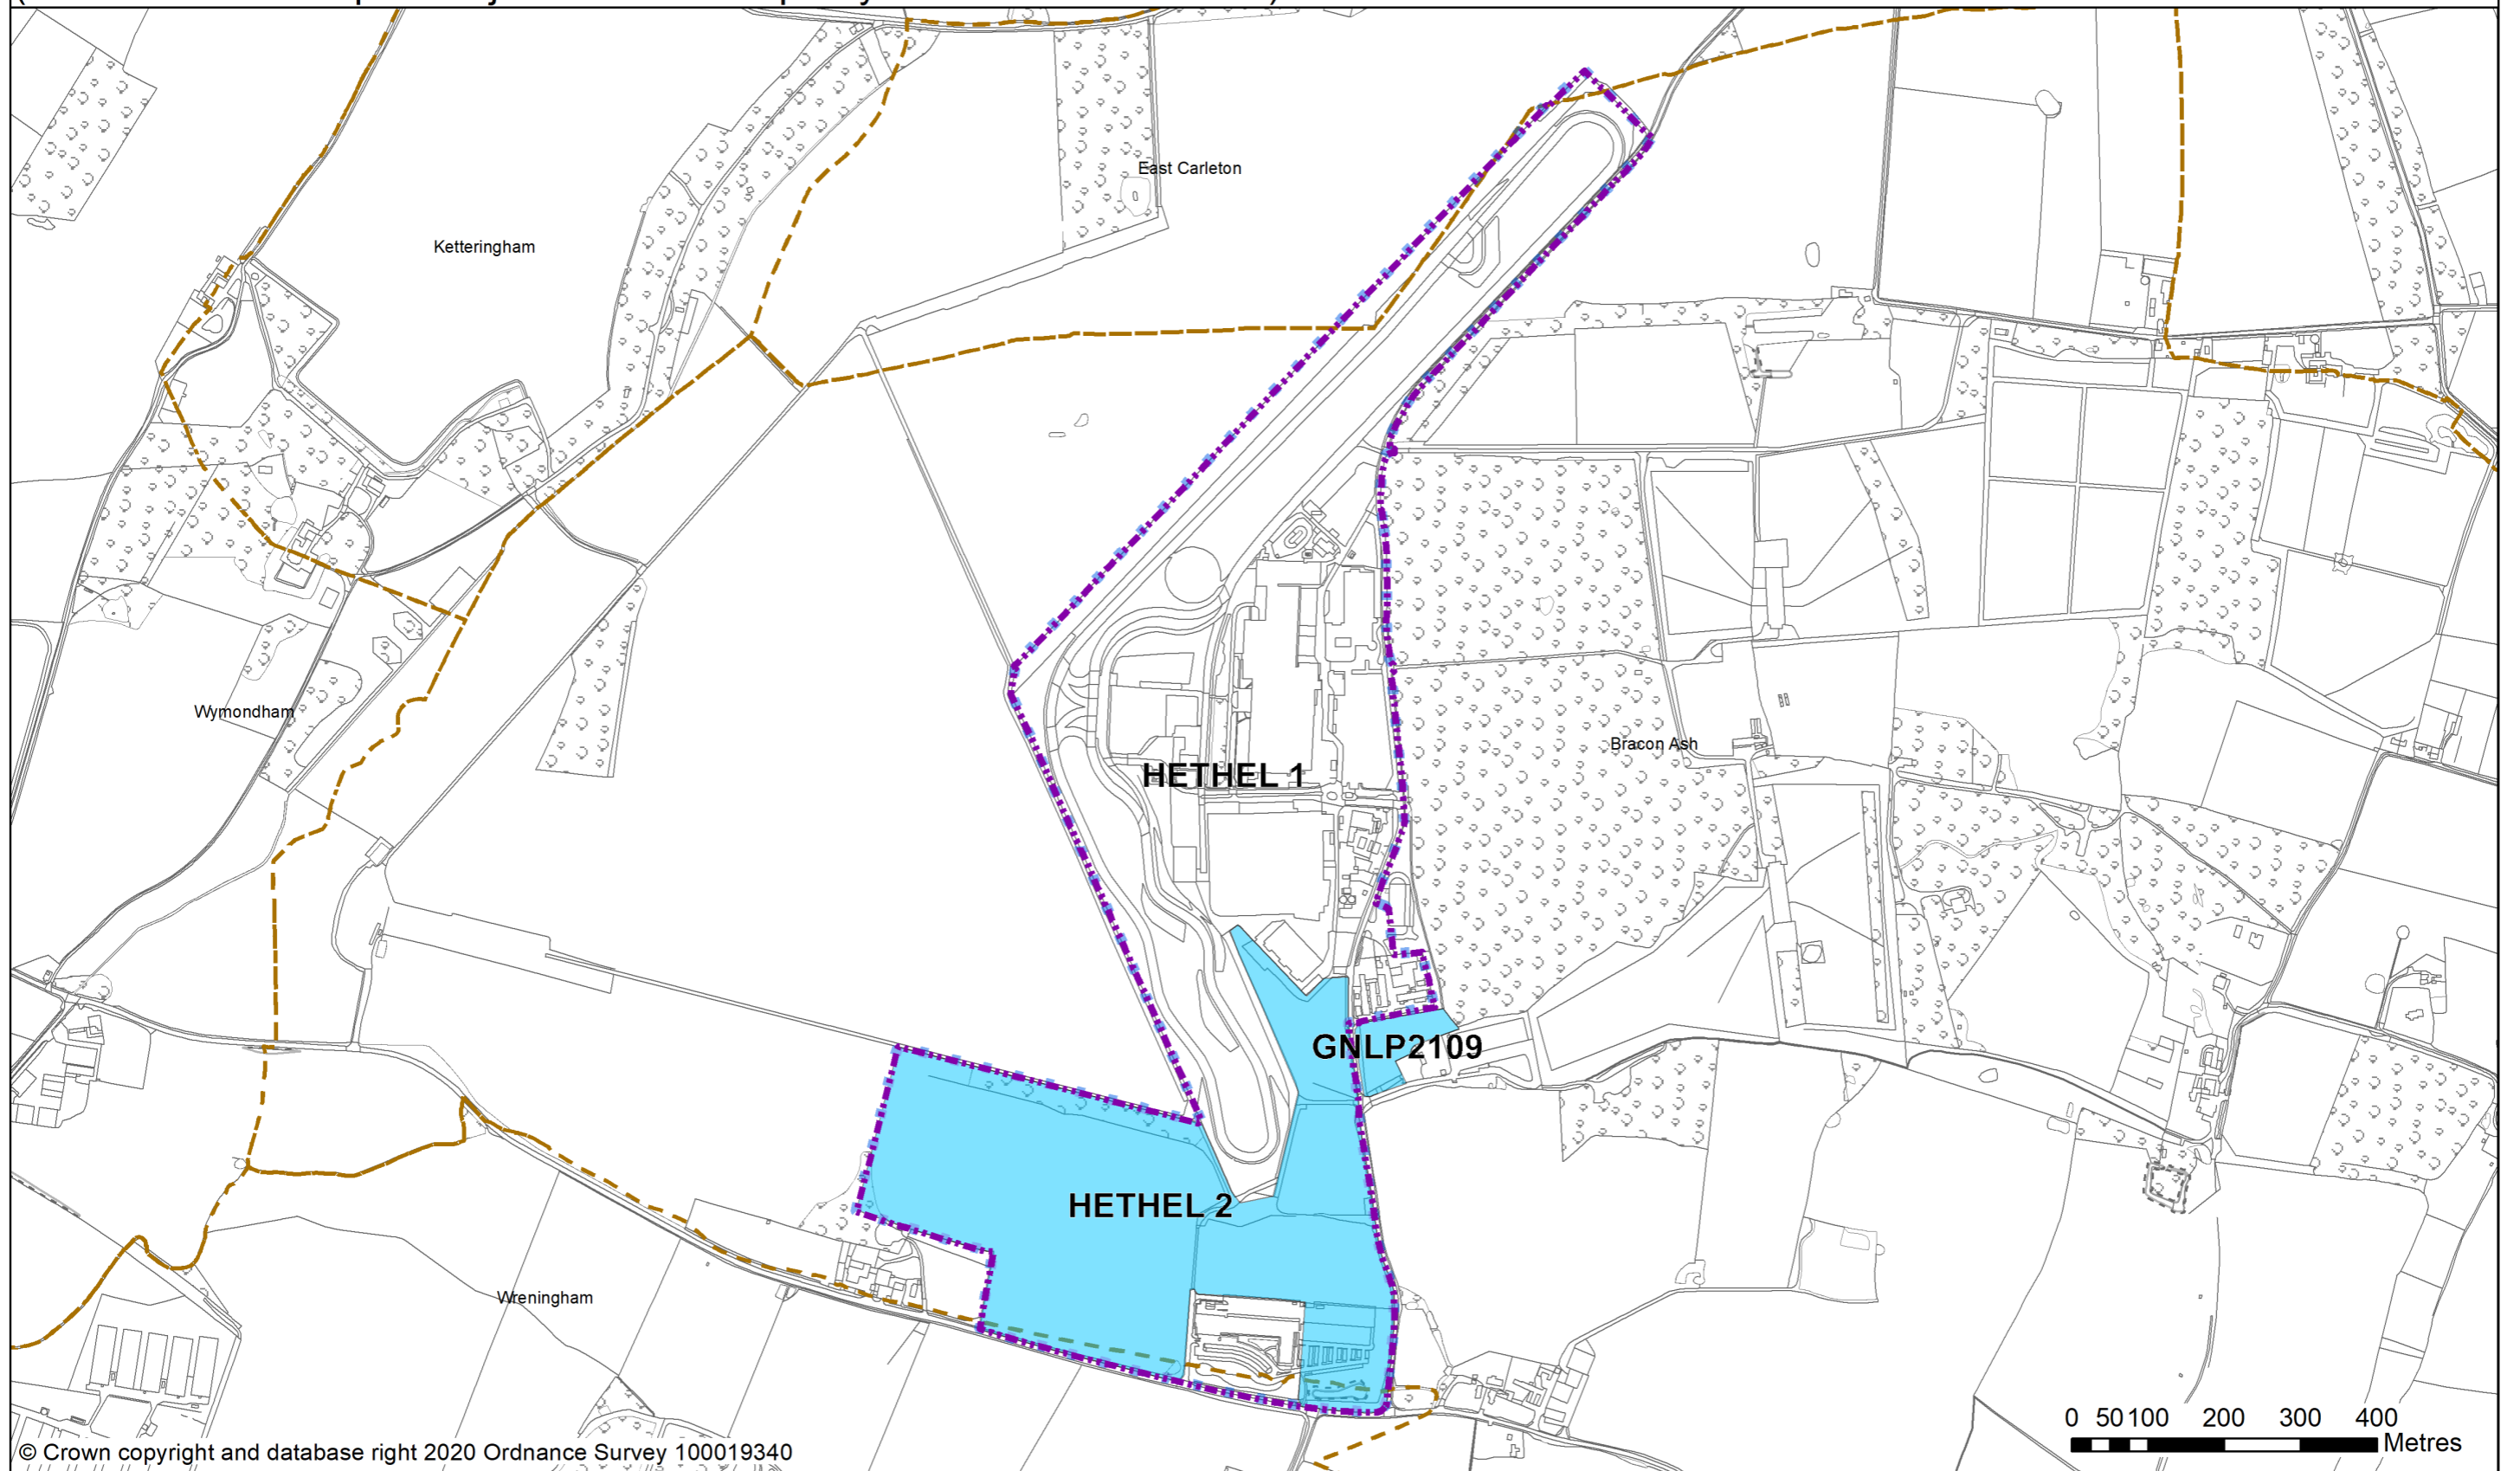 East Carleton
Ketteringham
Wymondham
Bracon Ash
HETHEL 1
GNLP2109
HETHEL 2
Wreningham
0 50 100 200 300 400
Metres
© Crown copyright and database right 2020 Ordnance Survey 100019340